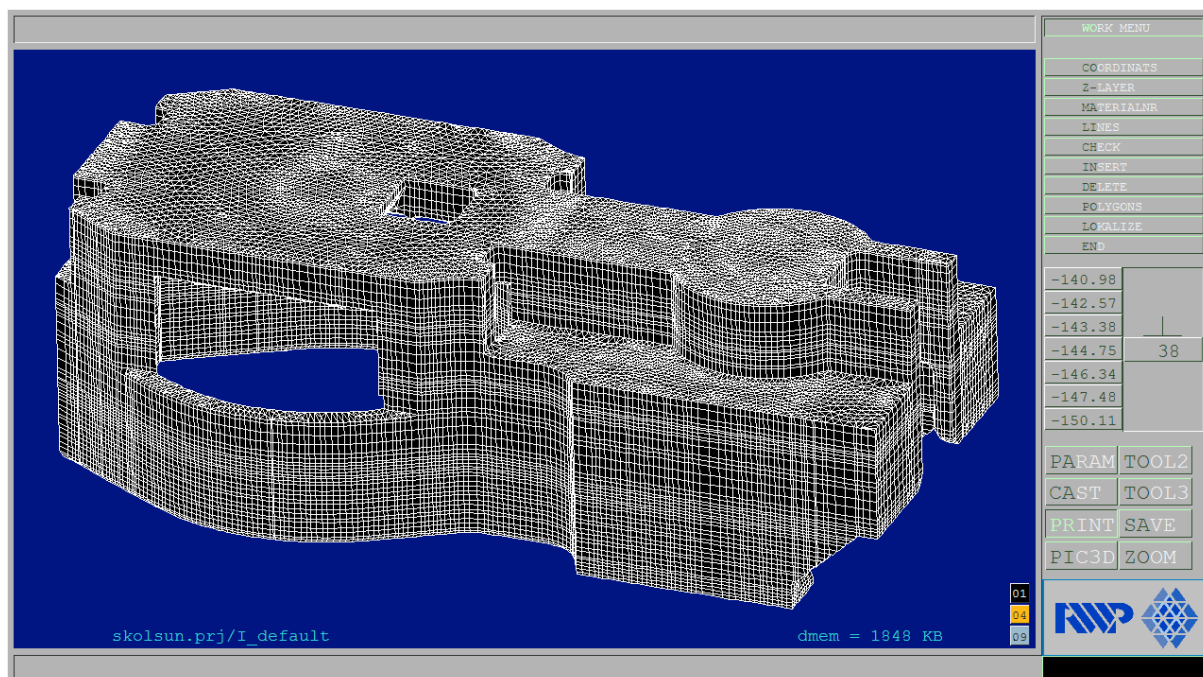 WORK MENU
COORDINATS
Z-LAYER
MATERIALNR
LINES
CHECK
INSERT
DELETE
POLYGONS
LOKALIZE
END
-140.98
-142.57
-143.38
-144.75
38
-146.34
-147.48
-150.11
PARAM TOOL2
CAST TOOL3
PRINT SAVE
PIC3D ZOOM
01
04
09
skolsun.prj/I_default
dmem = 1848 KB
RWP